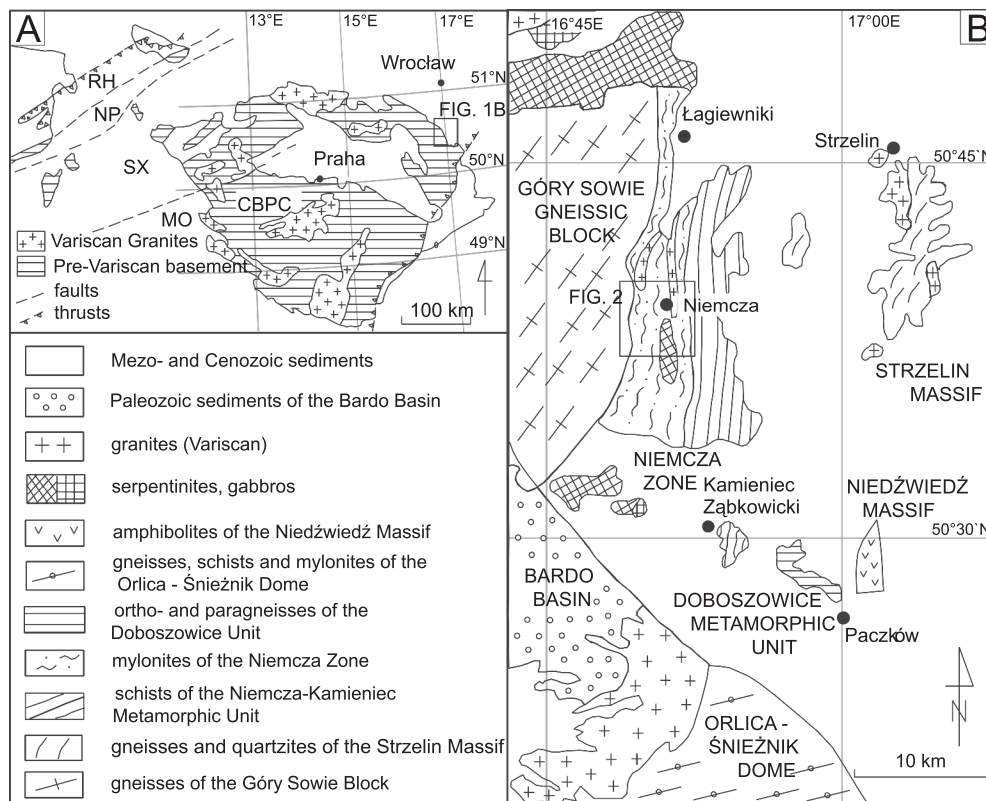 A
13°E
15°E
17°E
Wrocław
51°N
RH
NP
FIG. 1B
SX
Praha
50°N
CBPC
MO
49°N
Variscan Granites
Pre-Variscan basement
faults
thrusts
100 km
Mezo- and Cenozoic sediments
Paleozoic sediments of the Bardo Basin
granites (Variscan)
serpentinites, gabbros
amphibolites of the Niedźwiedź Massif
gneisses, schists and mylonites of the
Orlica - Śnieżnik Dome
ortho- and paragneisses of the
Doboszowice Unit
mylonites of the Niemcza Zone
schists of the Niemcza-Kamieniec
Metamorphic Unit
gneisses and quartzites of the Strzelin Massif
gneisses of the Góry Sowie Block
16°45E
17°00E
B
Łagiewniki
Strzelin
50°45`N
GÓRY SOWIE
GNEISSIC
BLOCK
FIG. 2
Niemcza
STRZELIN
MASSIF
NIEMCZA
ZONE
Kamieniec
Ząbkowicki
NIEDŹWIEDŹ
MASSIF
50°30`N
BARDO
BASIN
DOBOSZOWICE
METAMORPHIC
UNIT
Paczków
ORLICA -
ŚNIEŻNIK
DOME
N
10 km